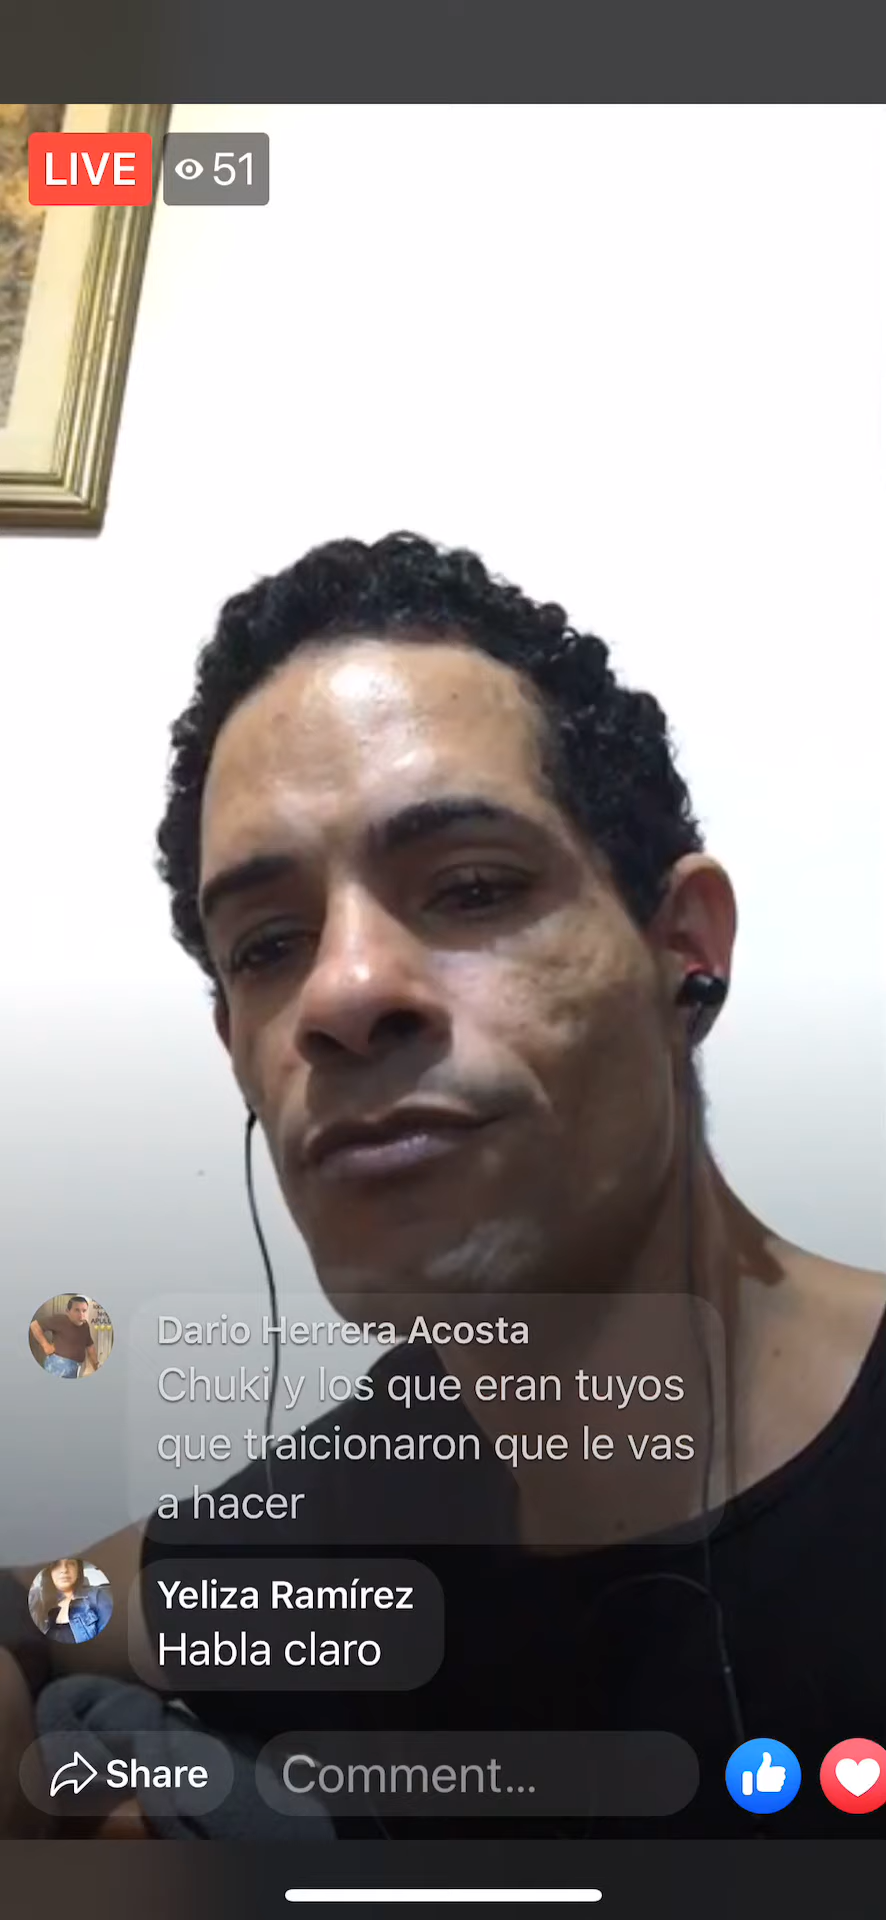 LIVE 51
Dario Herrera Acosta
Chuki y los que eran tuyos
que traicionaron que le vas
a hacer
Yeliza Ramírez
Habla claro
Share Comment...